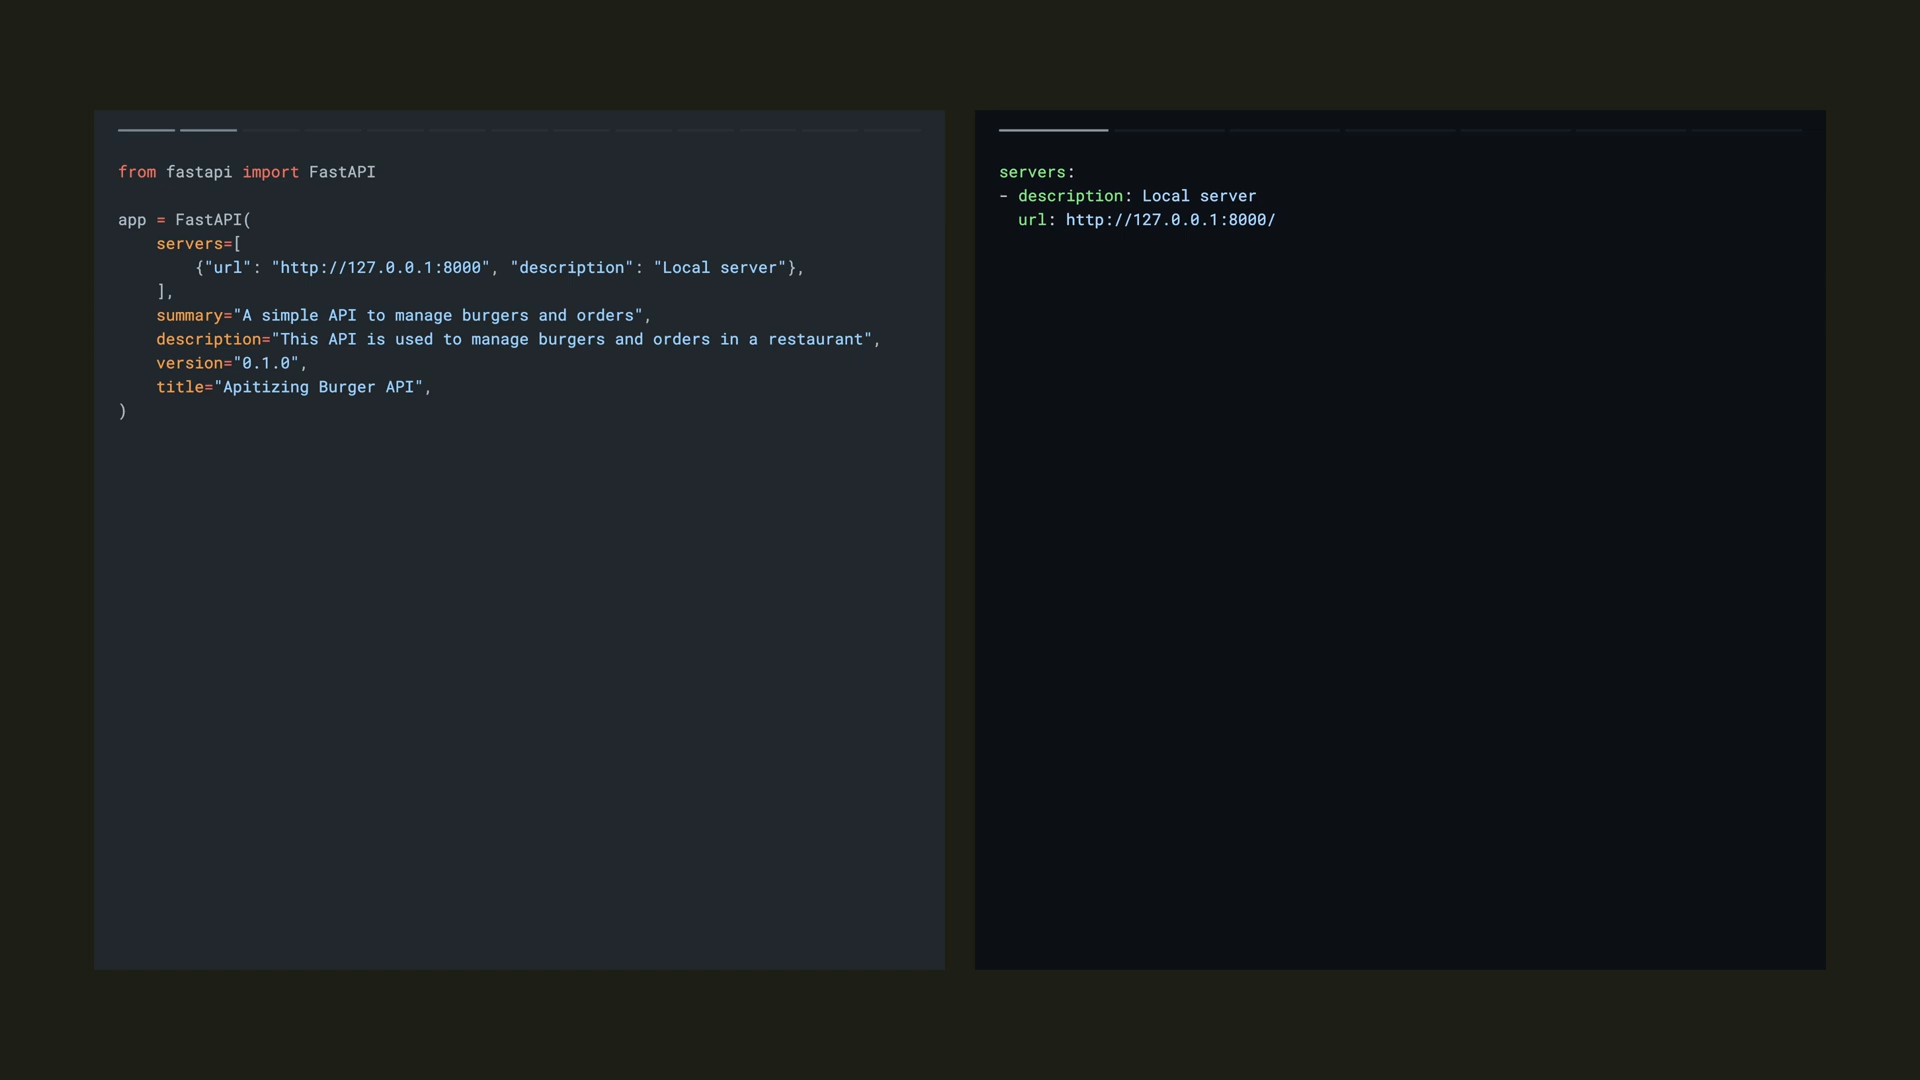 from fastapi import FastAPI

app = FastAPI(
    servers=[
        {"url": "http://127.0.0.1:8000", "description": "Local server"},
    ],
    summary="A simple API to manage burgers and orders",
    description="This API is used to manage burgers and orders in a restaurant",
    version="0.1.0",
    title="Apitizing Burger API",
)
servers:
- description: Local server
  url: http://127.0.0.1:8000/